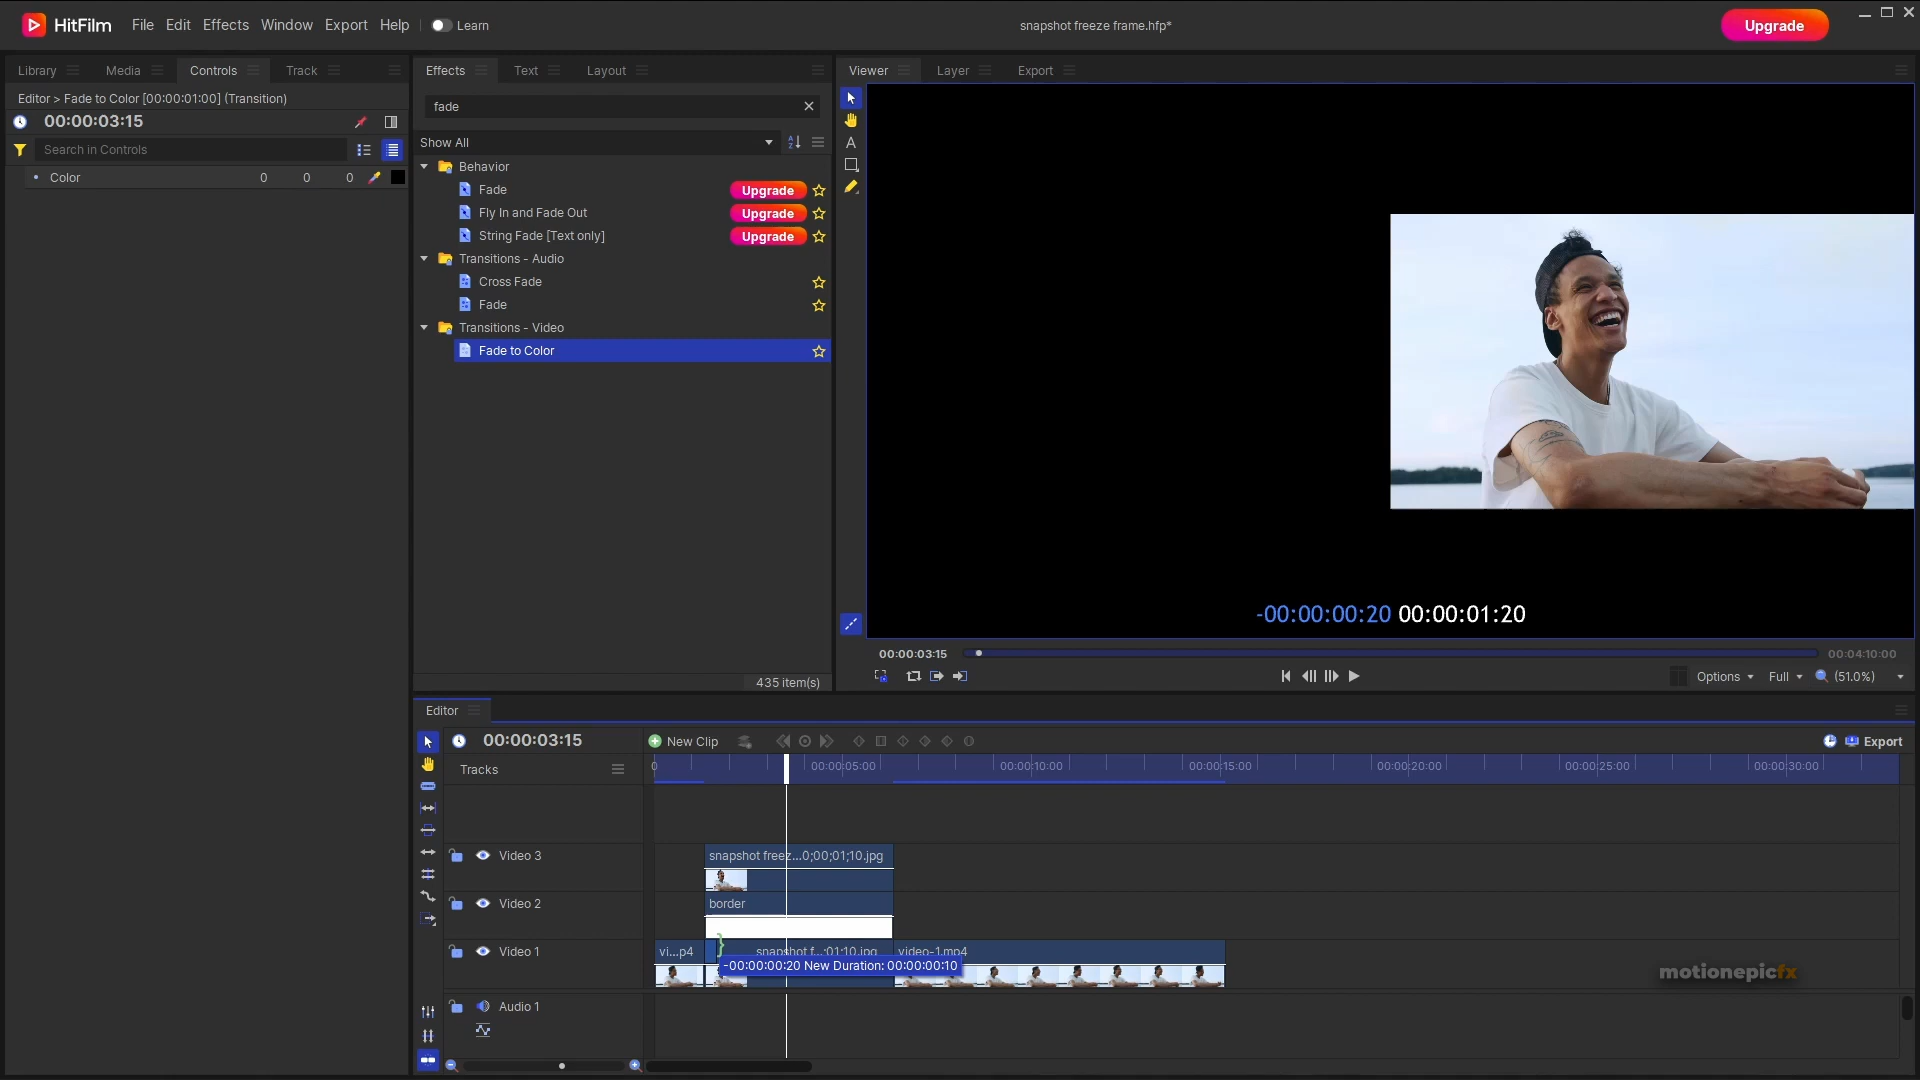 HitFilm
File Edit Effects Window Export Help Learn
snapshot freeze frame.hfp*
Upgrade
Library Media Controls Track
Editor > Fade to Color [00:00:01:00] (Transition)
00:00:03:15
Search in Controls
Color 0 0 0
Effects Text Layout
fade
Show All
Behavior
Fade Upgrade
Fly In and Fade Out Upgrade
String Fade [Text only] Upgrade
Transitions - Audio
Cross Fade
Fade
Transitions - Video
Fade to Color
435 item(s)
Viewer Layer Export
-00:00:00:20 00:00:01:20
00:00:03:15 00:04:10:00
Options Full (51.0%)
Editor
00:00:03:15 New Clip Export
Tracks 0 00:00:05:00 00:00:10:00 00:00:15:00 00:00:20:00 00:00:25:00 00:00:30:00
Video 3 snapshot freez...0;00;01;10.jpg
Video 2 border
Video 1 vi...p4 snapshot f...:01:10.jpg video-1.mp4
-00:00:00:20 New Duration: 00:00:00:10
motionepicfx
Audio 1